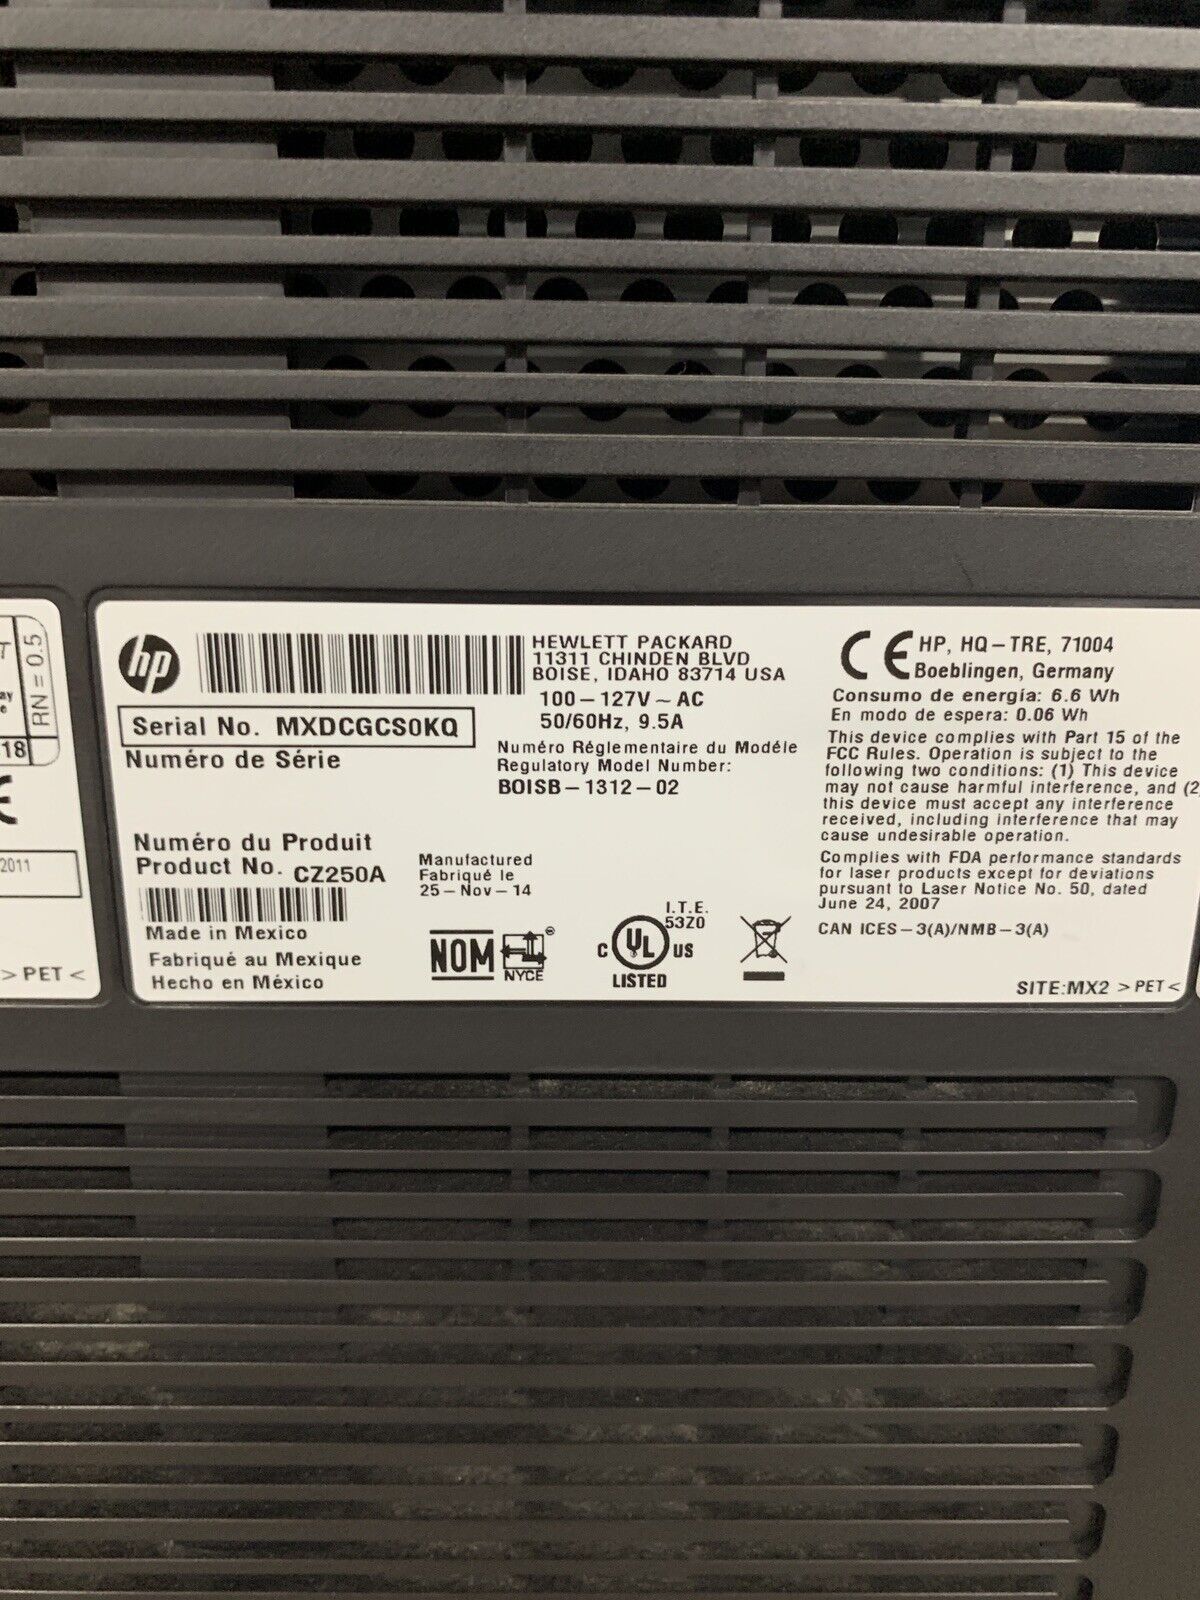 RN = 0.5
18
2011
> PET <
hp
Serial No. MXDCGCS0KQ
Numéro de Série
Numéro du Produit
Product No. CZ250A
Made in Mexico
Fabriqué au Mexique
Hecho en México
HEWLETT PACKARD
11311 CHINDEN BLVD
BOISE, IDAHO 83714 USA
100–127V ~ AC
50/60Hz, 9.5A
Numéro Réglementaire du Modéle
Regulatory Model Number:
BOISB–1312–02
Manufactured
Fabriqué le
25–Nov–14
NOM
NYCE
®
C UL US
LISTED
I.T.E.
53Z0
CE HP, HQ–TRE, 71004
Boeblingen, Germany
Consumo de energía: 6.6 Wh
En modo de espera: 0.06 Wh
This device complies with Part 15 of the
FCC Rules. Operation is subject to the
following two conditions: (1) This device
may not cause harmful interference, and (2
this device must accept any interference
received, including interference that may
cause undesirable operation.
Complies with FDA performance standards
for laser products except for deviations
pursuant to Laser Notice No. 50, dated
June 24, 2007
CAN ICES–3(A)/NMB–3(A)
SITE:MX2 > PET <